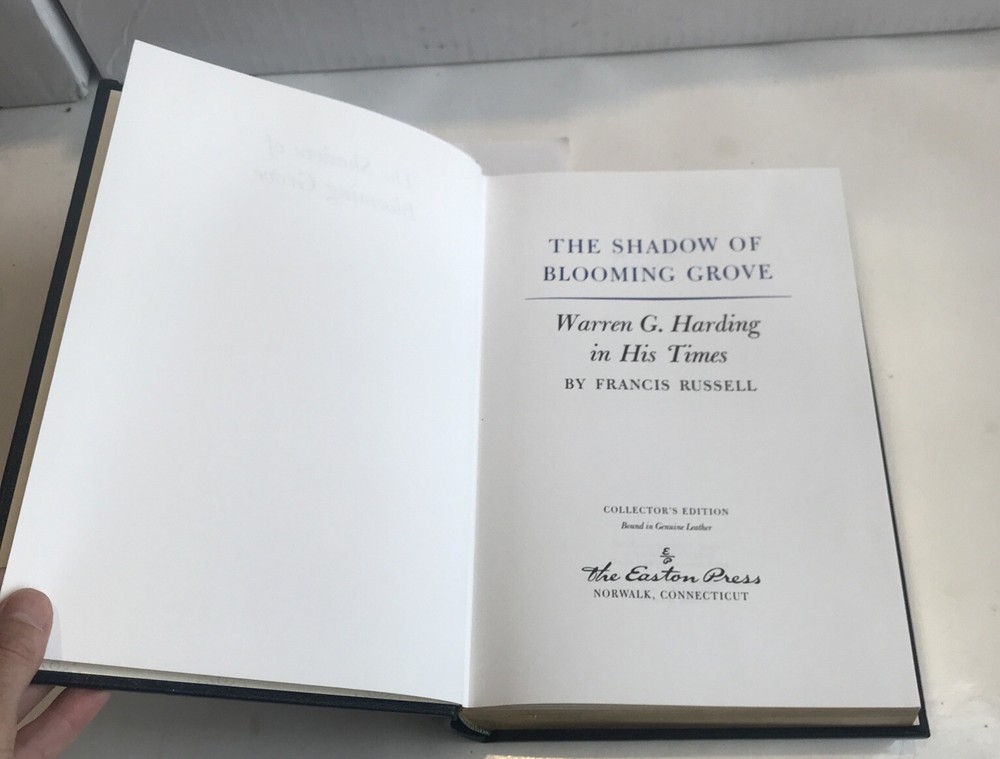 THE SHADOW OF
BLOOMING GROVE
Warren G. Harding
in His Times
BY FRANCIS RUSSELL
COLLECTOR'S EDITION
Bound in Genuine Leather
E
P
The Easton Press
NORWALK, CONNECTICUT